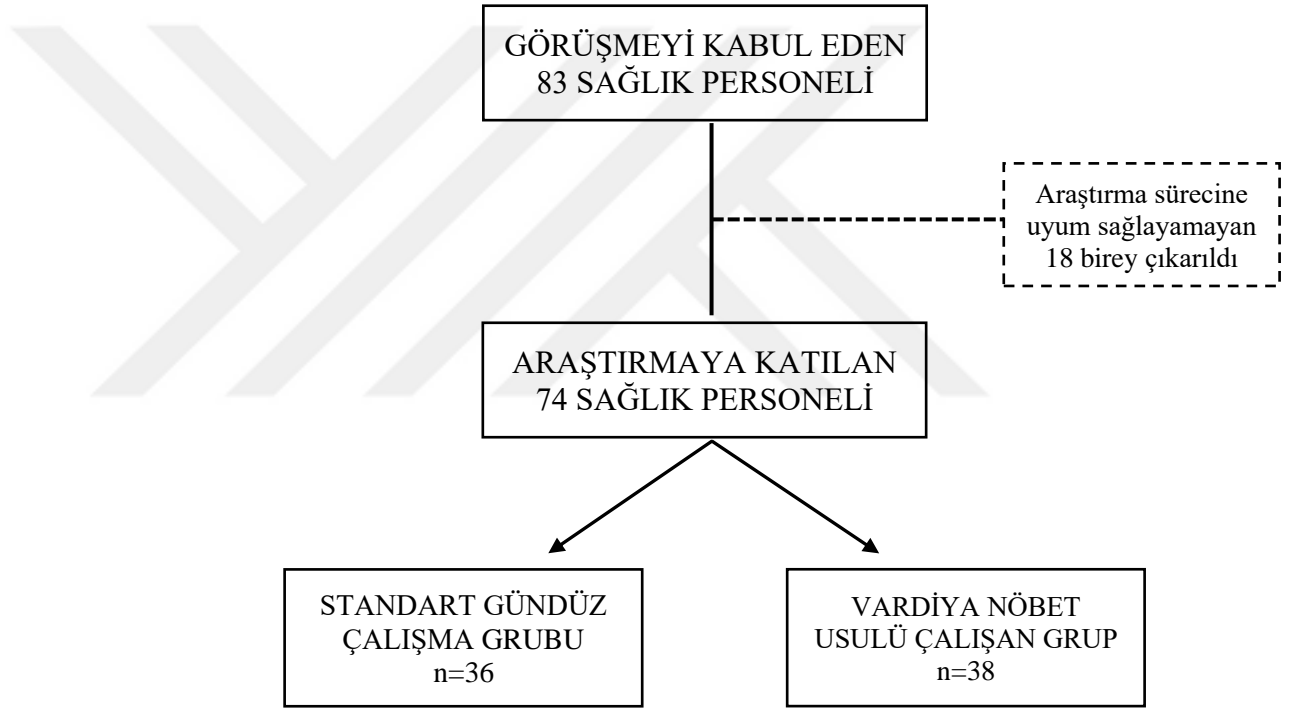 GÖRÜŞMEYİ KABUL EDEN
83 SAĞLIK PERSONELİ
Araştırma sürecine
uyum sağlayamayan
18 birey çıkarıldı
ARAŞTIRMAYA KATILAN
74 SAĞLIK PERSONELİ
STANDART GÜNDÜZ
ÇALIŞMA GRUBU
n=36
VARDİYA NÖBET
USULÜ ÇALIŞAN GRUP
n=38